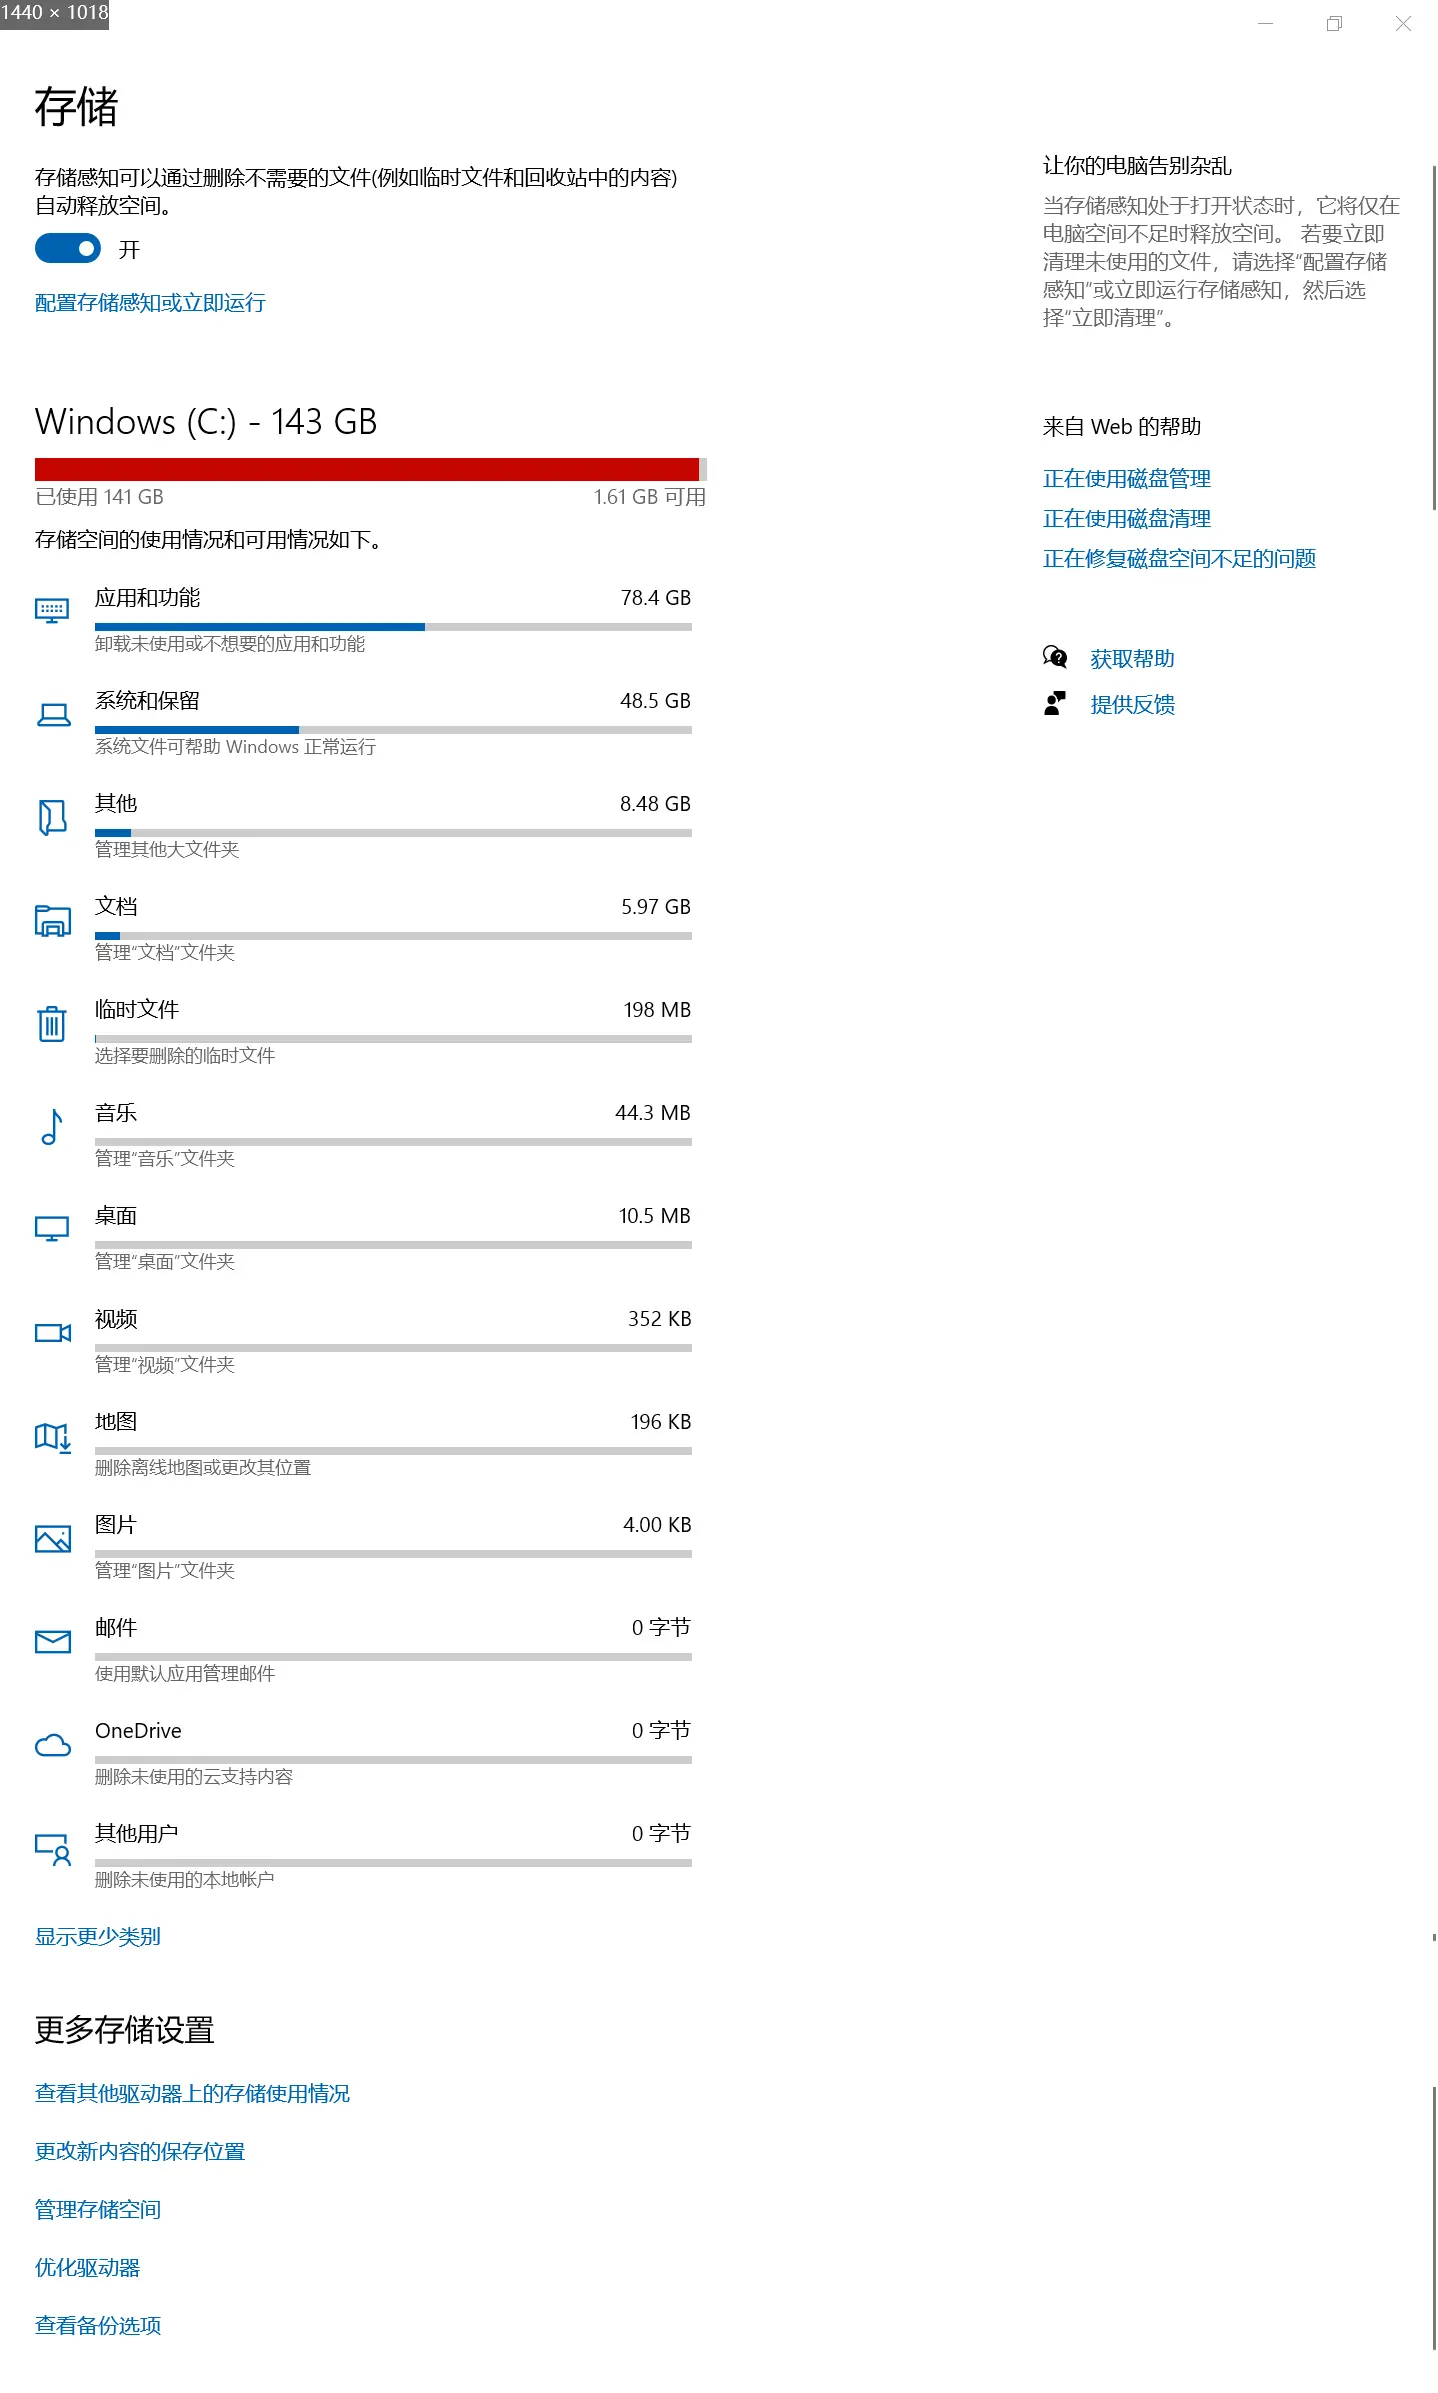 1440 × 1018
存储
存储感知可以通过删除不需要的文件(例如临时文件和回收站中的内容)
自动释放空间。
开
配置存储感知或立即运行
Windows (C:) - 143 GB
已使用 141 GB
1.61 GB 可用
存储空间的使用情况和可用情况如下。
应用和功能
78.4 GB
卸载未使用或不想要的应用和功能
系统和保留
48.5 GB
系统文件可帮助 Windows 正常运行
其他
8.48 GB
管理其他大文件夹
文档
5.97 GB
管理“文档”文件夹
临时文件
198 MB
选择要删除的临时文件
音乐
44.3 MB
管理“音乐”文件夹
桌面
10.5 MB
管理“桌面”文件夹
视频
352 KB
管理“视频”文件夹
地图
196 KB
删除离线地图或更改其位置
图片
4.00 KB
管理“图片”文件夹
邮件
0 字节
使用默认应用管理邮件
OneDrive
0 字节
删除未使用的云支持内容
其他用户
0 字节
删除未使用的本地帐户
显示更少类别
更多存储设置
查看其他驱动器上的存储使用情况
更改新内容的保存位置
管理存储空间
优化驱动器
查看备份选项
让你的电脑告别杂乱
当存储感知处于打开状态时，它将仅在
电脑空间不足时释放空间。 若要立即
清理未使用的文件，请选择“配置存储
感知”或立即运行存储感知，然后选
择“立即清理”。
来自 Web 的帮助
正在使用磁盘管理
正在使用磁盘清理
正在修复磁盘空间不足的问题
获取帮助
提供反馈